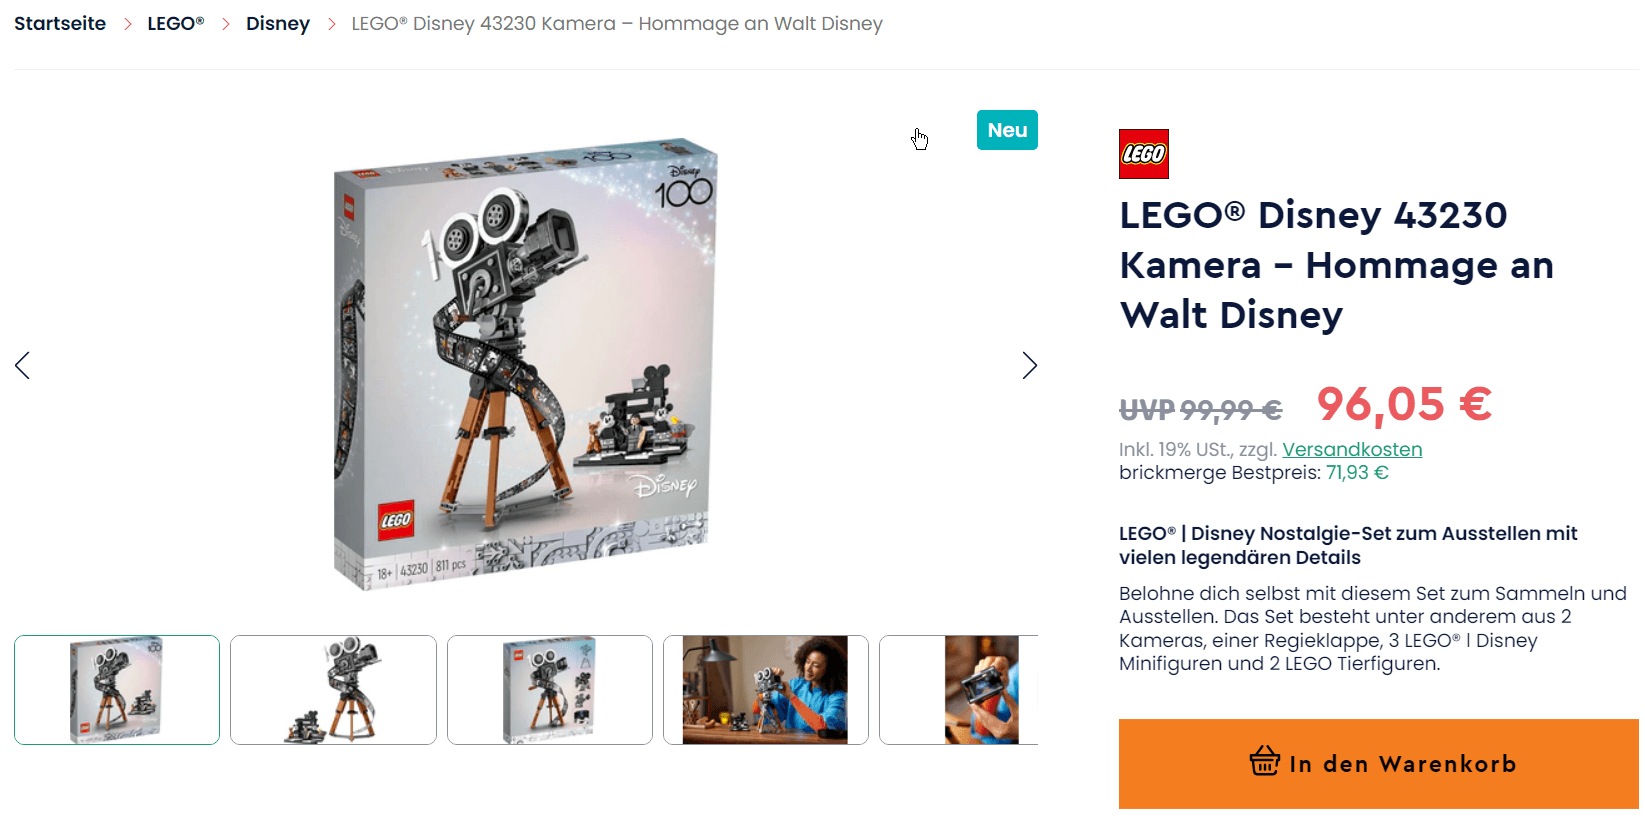 Startseite > LEGO® > Disney > LEGO® Disney 43230 Kamera – Hommage an Walt Disney
Neu
Disney
100
LEGO
Disney
18+ 43230 811 pcs
LEGO
LEGO® Disney 43230
Kamera – Hommage an
Walt Disney
UVP 99,99 € 96,05 €
Inkl. 19% USt., zzgl. Versandkosten
brickmerge Bestpreis: 71,93 €
LEGO® | Disney Nostalgie-Set zum Ausstellen mit
vielen legendären Details
Belohne dich selbst mit diesem Set zum Sammeln und
Ausstellen. Das Set besteht unter anderem aus 2
Kameras, einer Regieklappe, 3 LEGO® I Disney
Minifiguren und 2 LEGO Tierfiguren.
In den Warenkorb